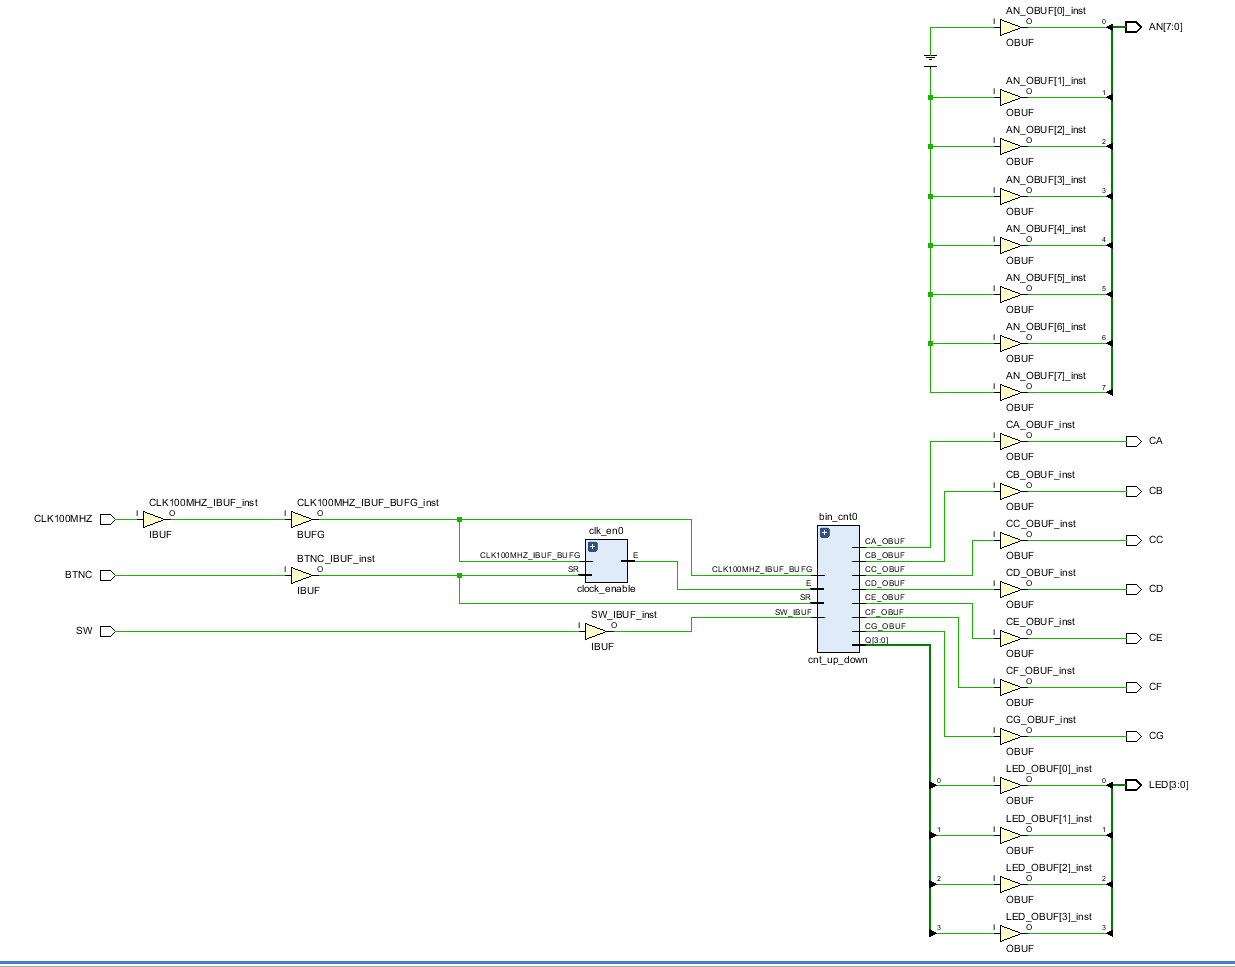 AN_OBUF[0]_inst
I O 0 AN[7:0]
OBUF
AN_OBUF[1]_inst
I O 1
OBUF
AN_OBUF[2]_inst
I O 2
OBUF
AN_OBUF[3]_inst
I O 3
OBUF
AN_OBUF[4]_inst
I O 4
OBUF
AN_OBUF[5]_inst
I O 5
OBUF
AN_OBUF[6]_inst
I O 6
OBUF
AN_OBUF[7]_inst
I O 7
OBUF
CA_OBUF_inst
I O CA
OBUF
CB_OBUF_inst
I O CB
OBUF
CC_OBUF_inst
I O CC
OBUF
CD_OBUF_inst
I O CD
OBUF
CE_OBUF_inst
I O CE
OBUF
CF_OBUF_inst
I O CF
OBUF
CG_OBUF_inst
I O CG
OBUF
LED_OBUF[0]_inst
0 I O 0 LED[3:0]
OBUF
LED_OBUF[1]_inst
1 I O 1
OBUF
LED_OBUF[2]_inst
2 I O 2
OBUF
LED_OBUF[3]_inst
3 I O 3
OBUF
CLK100MHZ_IBUF_inst
CLK100MHZ I O
IBUF
CLK100MHZ_IBUF_BUFG_inst
I O
BUFG
BTNC_IBUF_inst
BTNC I O
IBUF
SW_IBUF_inst
SW I O
IBUF
clk_en0
CLK100MHZ_IBUF_BUFG E
SR
clock_enable
bin_cnt0
CA_OBUF
CB_OBUF
CLK100MHZ_IBUF_BUFG CC_OBUF
E CD_OBUF
SR CE_OBUF
SW_IBUF CF_OBUF
CG_OBUF
Q[3:0]
cnt_up_down